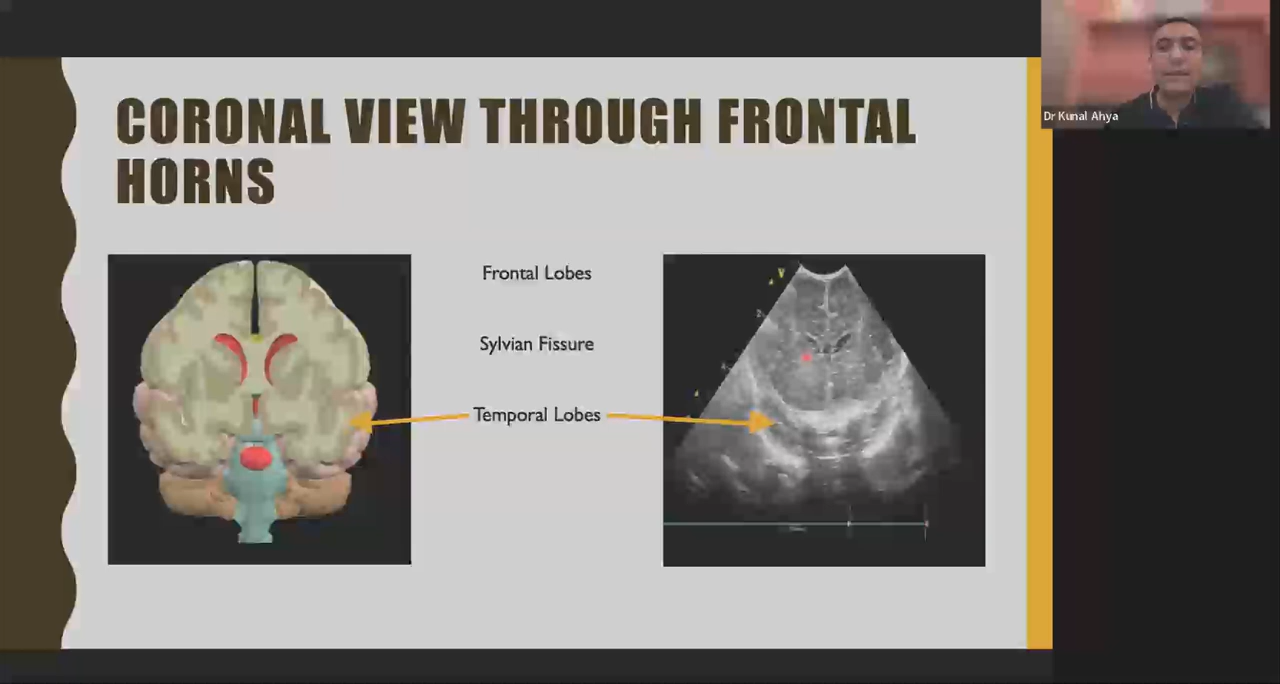 CORONAL VIEW THROUGH FRONTAL
HORNS
Dr Kunal Ahya
Frontal Lobes
Sylvian Fissure
Temporal Lobes
V